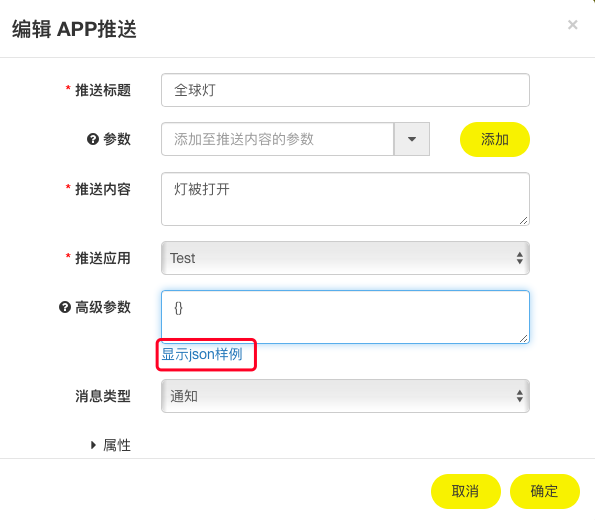 编辑 APP推送
×
* 推送标题 全球灯
? 参数 添加至推送内容的参数 添加
* 推送内容 灯被打开
* 推送应用 Test
? 高级参数 {}
显示json样例
消息类型 通知
属性
取消 确定